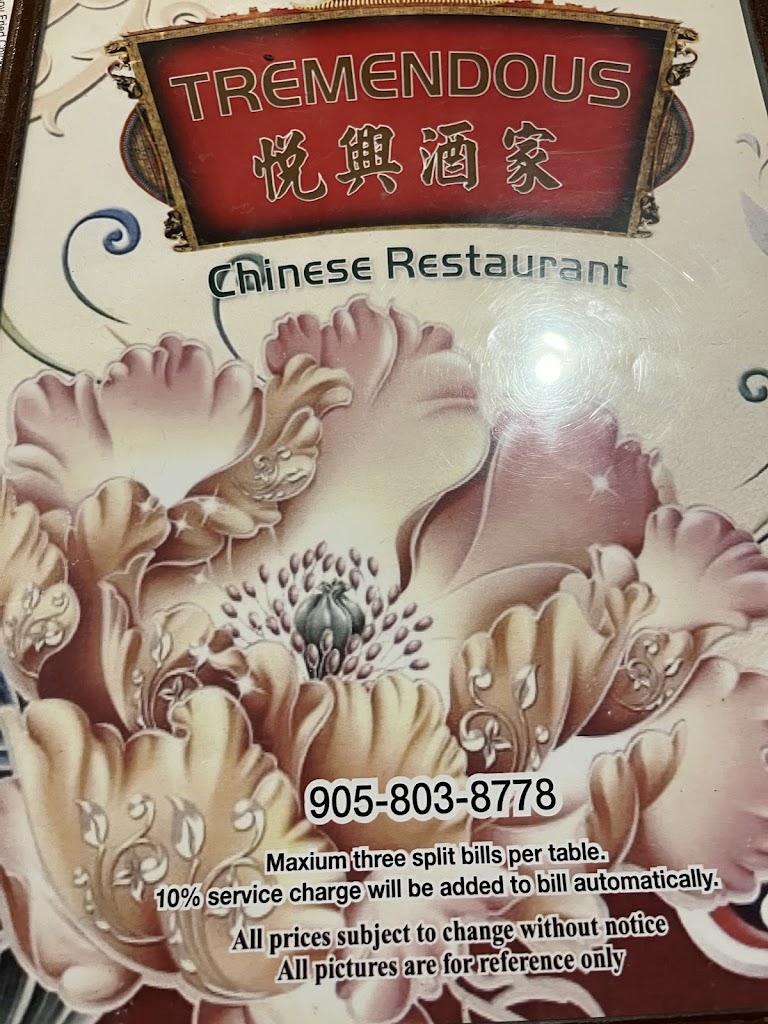 TREMENDOUS
悅興酒家
Chinese Restaurant
905-803-8778
Maxium three split bills per table.
10% service charge will be added to bill automatically.
All prices subject to change without notice
All pictures are for reference only